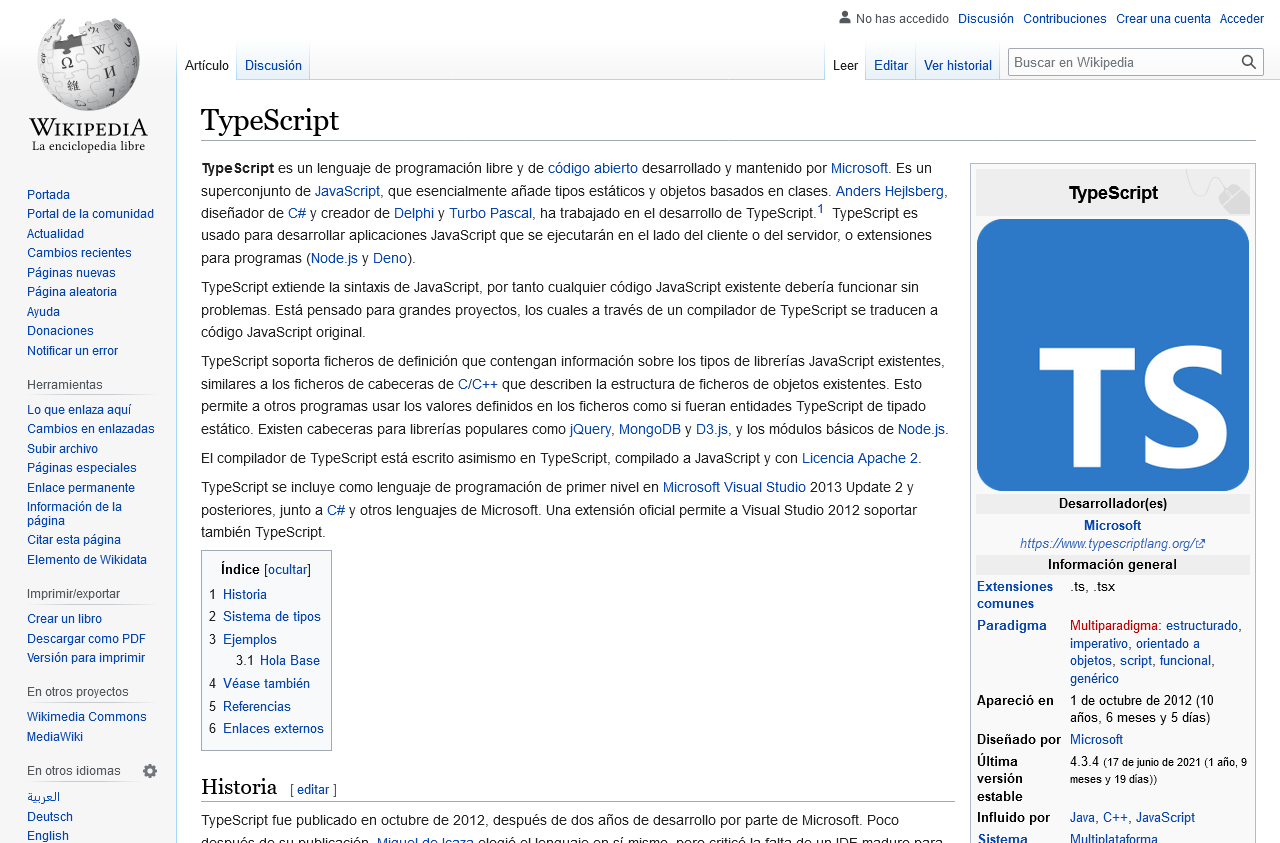 No has accedido Discusión Contribuciones Crear una cuenta Acceder
Artículo Discusión Leer Editar Ver historial Buscar en Wikipedia
WIKIPEDIA
La enciclopedia libre
Portada
Portal de la comunidad
Actualidad
Cambios recientes
Páginas nuevas
Página aleatoria
Ayuda
Donaciones
Notificar un error
Herramientas
Lo que enlaza aquí
Cambios en enlazadas
Subir archivo
Páginas especiales
Enlace permanente
Información de la
página
Citar esta página
Elemento de Wikidata
Imprimir/exportar
Crear un libro
Descargar como PDF
Versión para imprimir
En otros proyectos
Wikimedia Commons
MediaWiki
En otros idiomas
العربية
Deutsch
English
TypeScript
TypeScript es un lenguaje de programación libre y de código abierto desarrollado y mantenido por Microsoft. Es un
superconjunto de JavaScript, que esencialmente añade tipos estáticos y objetos basados en clases. Anders Hejlsberg,
diseñador de C# y creador de Delphi y Turbo Pascal, ha trabajado en el desarrollo de TypeScript.1 TypeScript es
usado para desarrollar aplicaciones JavaScript que se ejecutarán en el lado del cliente o del servidor, o extensiones
para programas (Node.js y Deno).
TypeScript extiende la sintaxis de JavaScript, por tanto cualquier código JavaScript existente debería funcionar sin
problemas. Está pensado para grandes proyectos, los cuales a través de un compilador de TypeScript se traducen a
código JavaScript original.
TypeScript soporta ficheros de definición que contengan información sobre los tipos de librerías JavaScript existentes,
similares a los ficheros de cabeceras de C/C++ que describen la estructura de ficheros de objetos existentes. Esto
permite a otros programas usar los valores definidos en los ficheros como si fueran entidades TypeScript de tipado
estático. Existen cabeceras para librerías populares como jQuery, MongoDB y D3.js, y los módulos básicos de Node.js.
El compilador de TypeScript está escrito asimismo en TypeScript, compilado a JavaScript y con Licencia Apache 2.
TypeScript se incluye como lenguaje de programación de primer nivel en Microsoft Visual Studio 2013 Update 2 y
posteriores, junto a C# y otros lenguajes de Microsoft. Una extensión oficial permite a Visual Studio 2012 soportar
también TypeScript.
Índice [ocultar]
1 Historia
2 Sistema de tipos
3 Ejemplos
3.1 Hola Base
4 Véase también
5 Referencias
6 Enlaces externos
Historia [ editar ]
TypeScript fue publicado en octubre de 2012, después de dos años de desarrollo por parte de Microsoft. Poco
después de su publicación, Miguel de Icaza elogió el lenguaje en sí mismo, pero criticó la falta de un IDE maduro para
TypeScript
TS
Desarrollador(es)
Microsoft
https://www.typescriptlang.org/
Información general
Extensiones .ts, .tsx
comunes
Paradigma Multiparadigma: estructurado,
imperativo, orientado a
objetos, script, funcional,
genérico
Apareció en 1 de octubre de 2012 (10
años, 6 meses y 5 días)
Diseñado por Microsoft
Última 4.3.4 (17 de junio de 2021 (1 año, 9
versión meses y 19 días))
estable
Influido por Java, C++, JavaScript
Sistema Multiplataforma